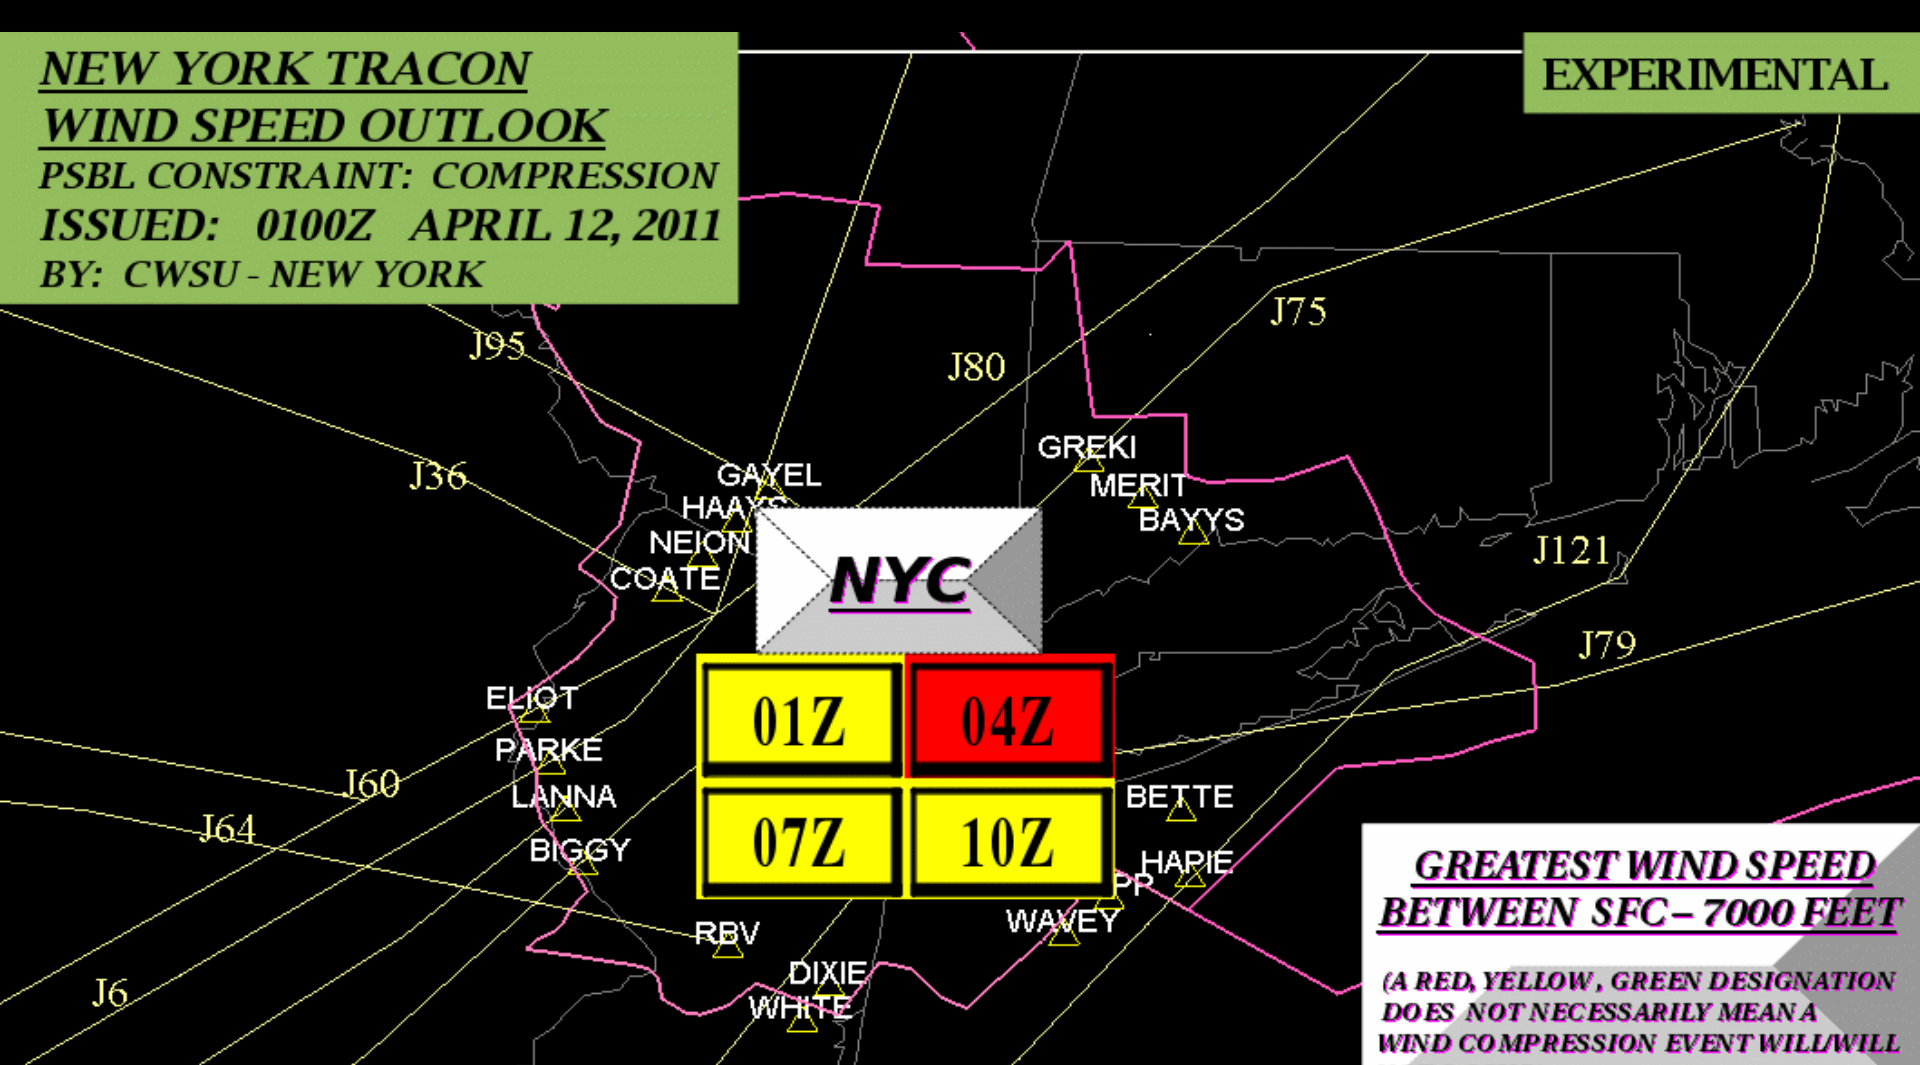 NEW YORK TRACON
WIND SPEED OUTLOOK
PSBL CONSTRAINT: COMPRESSION
ISSUED: 0100Z APRIL 12, 2011
BY: CWSU - NEW YORK
EXPERIMENTAL
J75
J95
J80
GREKI
J36
GAYEL
MERIT
HAAYS
BAYYS
NEION
J121
COATE
NYC
J79
ELIOT
01Z
04Z
PARKE
J60
LANNA
BETTE
J64
07Z
10Z
BIGGY
HAPIE
PP
WAVEY
RBV
DIXIE
J6
WHITE
GREATEST WIND SPEED
BETWEEN SFC - 7000 FEET
(A RED, YELLOW, GREEN DESIGNATION
DOES NOT NECESSARILY MEAN A
WIND COMPRESSION EVENT WILL/WILL